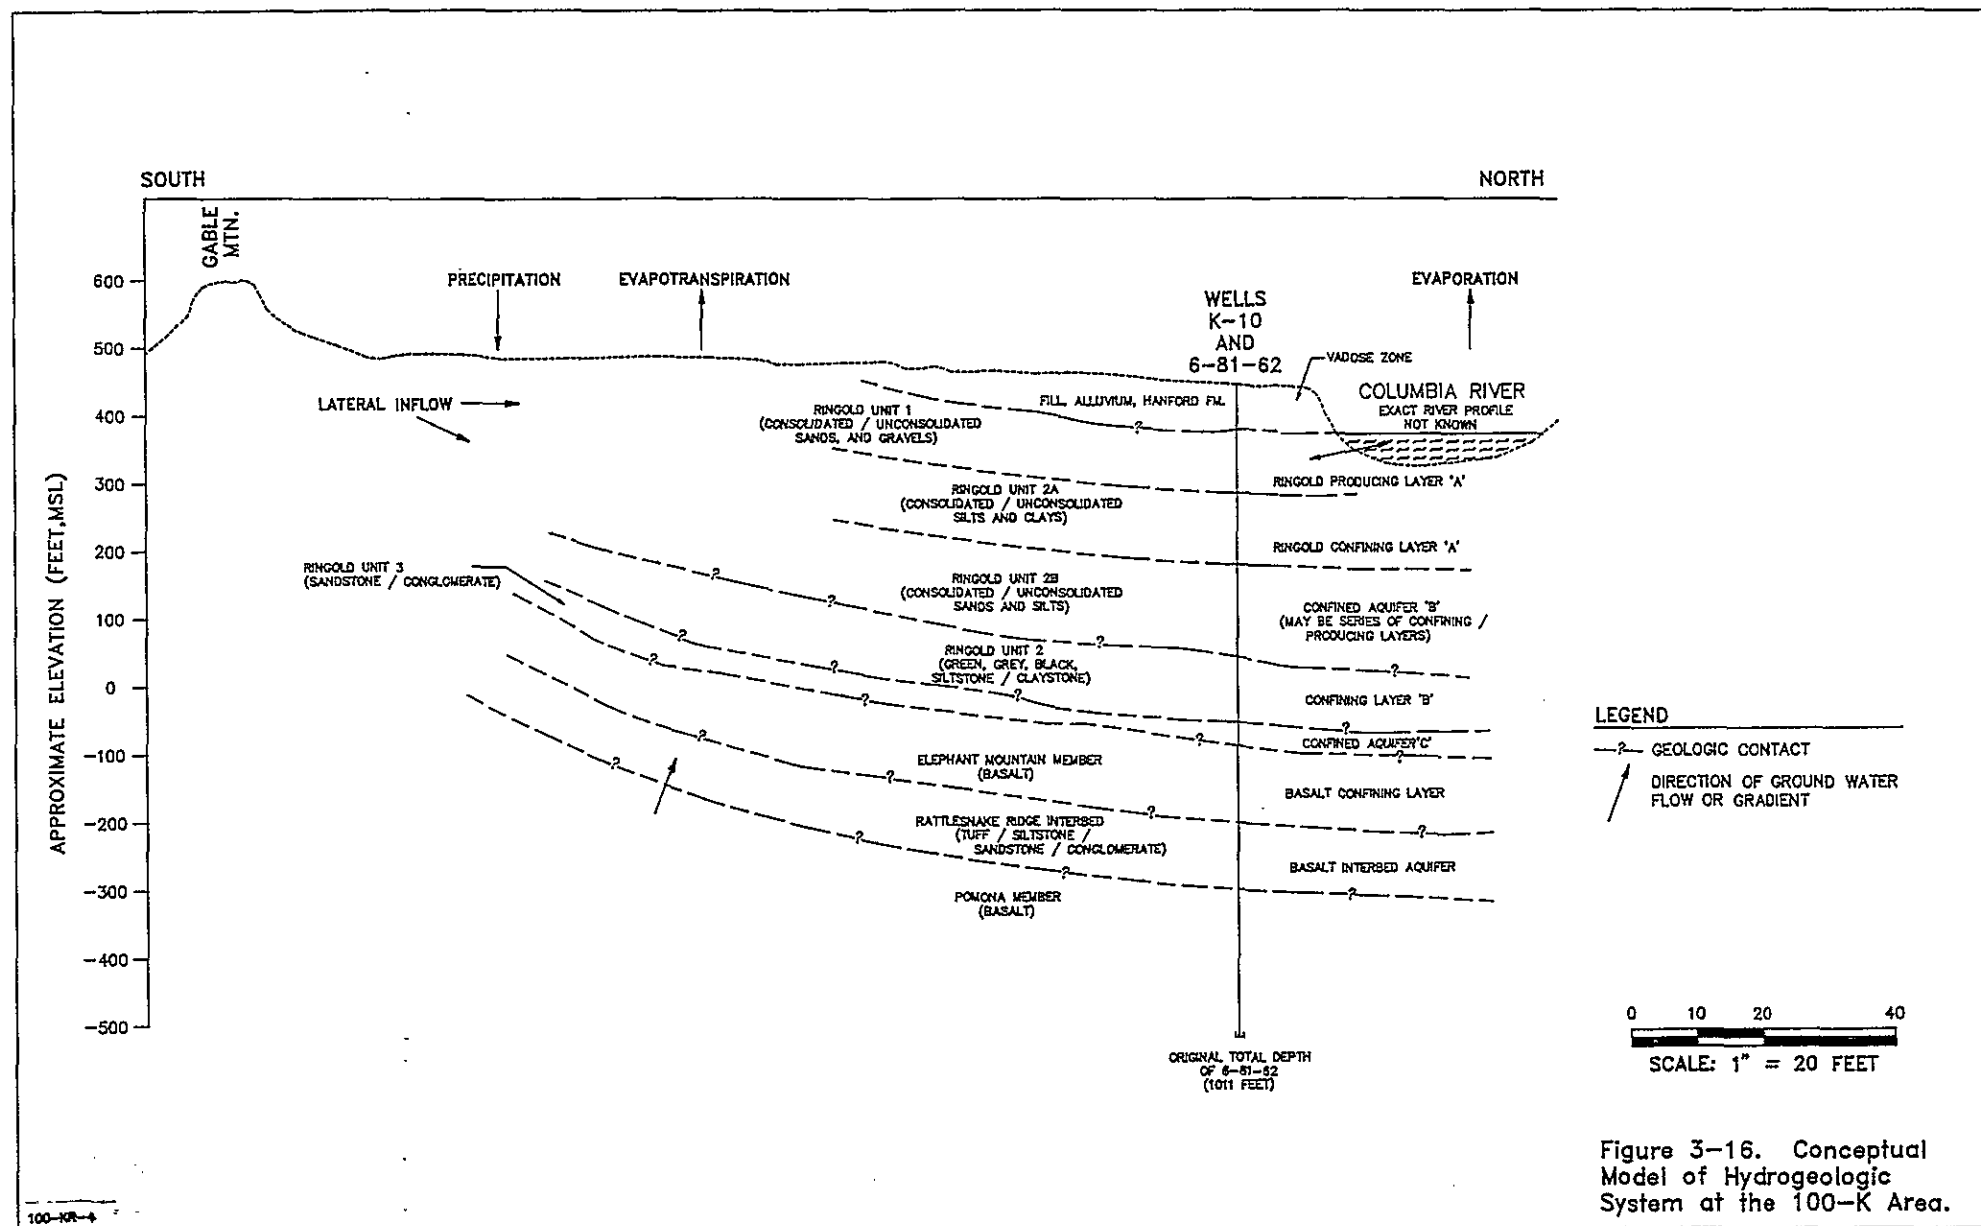 SOUTH
NORTH
GABLE
MTN.
PRECIPITATION
EVAPOTRANSPIRATION
EVAPORATION
WELLS
K-10
AND
6-81-62
VADOSE ZONE
COLUMBIA RIVER
EXACT RIVER PROFILE
NOT KNOWN
LATERAL INFLOW
600
500
400
300
200
100
0
-100
-200
-300
-400
-500
APPROXIMATE ELEVATION (FEET,MSL)
FILL, ALLUVIUM, HANFORD FM.
RINGOLD UNIT 1
(CONSOLIDATED / UNCONSOLIDATED
SANDS, AND GRAVELS)
RINGOLD PRODUCING LAYER 'A'
RINGOLD UNIT 2A
(CONSOLIDATED / UNCONSOLIDATED
SILTS AND CLAYS)
RINGOLD CONFINING LAYER 'A'
RINGOLD UNIT 3
(SANDSTONE / CONGLOMERATE)
RINGOLD UNIT 2B
(CONSOLIDATED / UNCONSOLIDATED
SANDS AND SILTS)
CONFINED AQUIFER 'B'
(MAY BE SERIES OF CONFINING /
PRODUCING LAYERS)
RINGOLD UNIT 2
(GREEN, GREY, BLACK,
SILTSTONE / CLAYSTONE)
CONFINING LAYER 'B'
CONFINED AQUIFER 'C'
ELEPHANT MOUNTAIN MEMBER
(BASALT)
BASALT CONFINING LAYER
RATTLESNAKE RIDGE INTERBED
(TUFF / SILTSTONE /
SANDSTONE / CONGLOMERATE)
BASALT INTERBED AQUIFER
POMONA MEMBER
(BASALT)
ORIGINAL TOTAL DEPTH
OF 6-81-62
(1011 FEET)
LEGEND
—?— GEOLOGIC CONTACT
DIRECTION OF GROUND WATER
FLOW OR GRADIENT
0 10 20 40
SCALE: 1" = 20 FEET
Figure 3-16. Conceptual
Model of Hydrogeologic
System at the 100-K Area.
100-KR-4